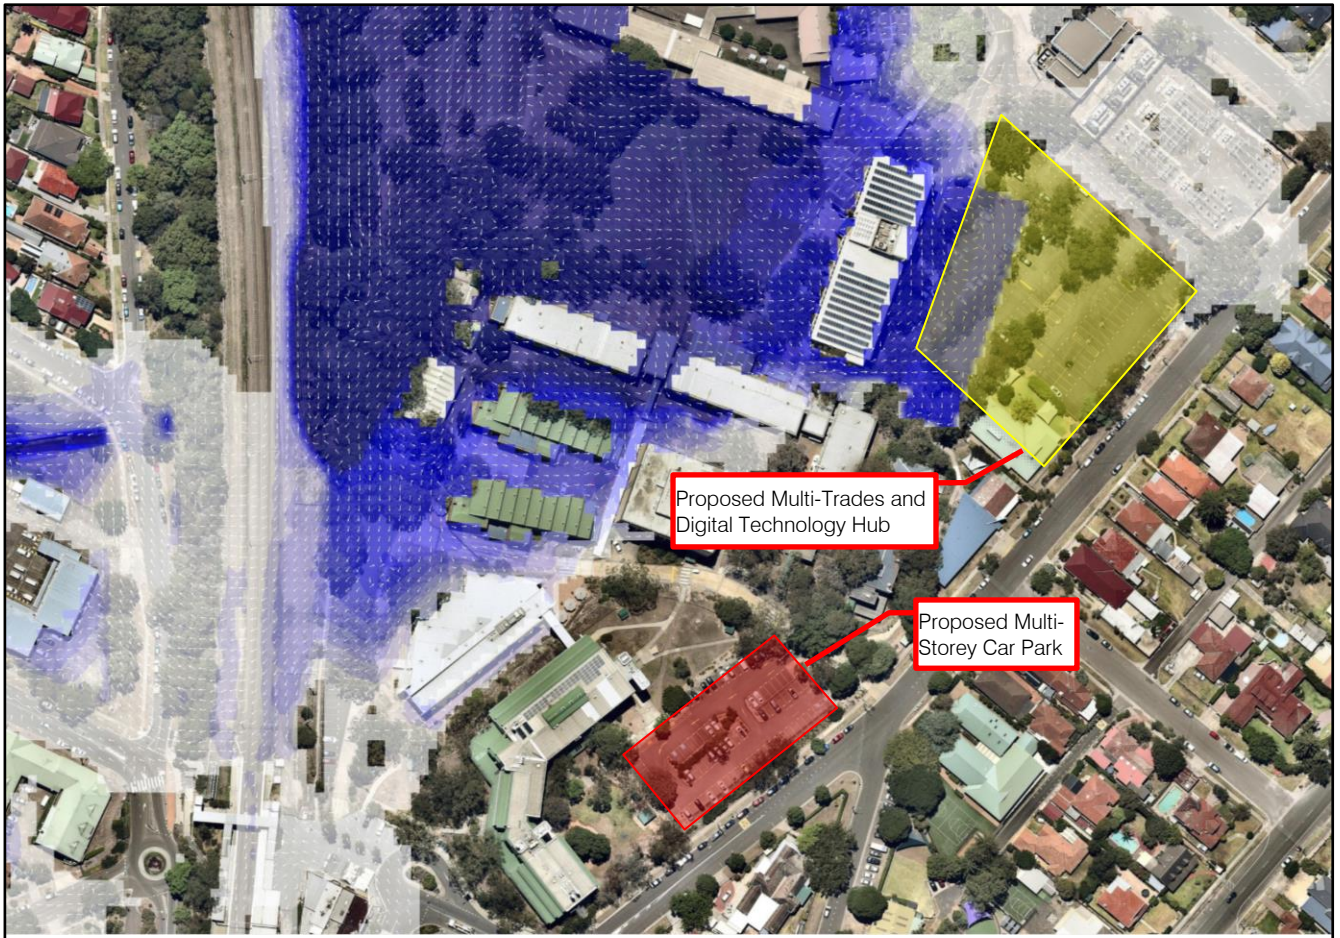 Proposed Multi-Trades and
Digital Technology Hub
Proposed Multi-
Storey Car Park